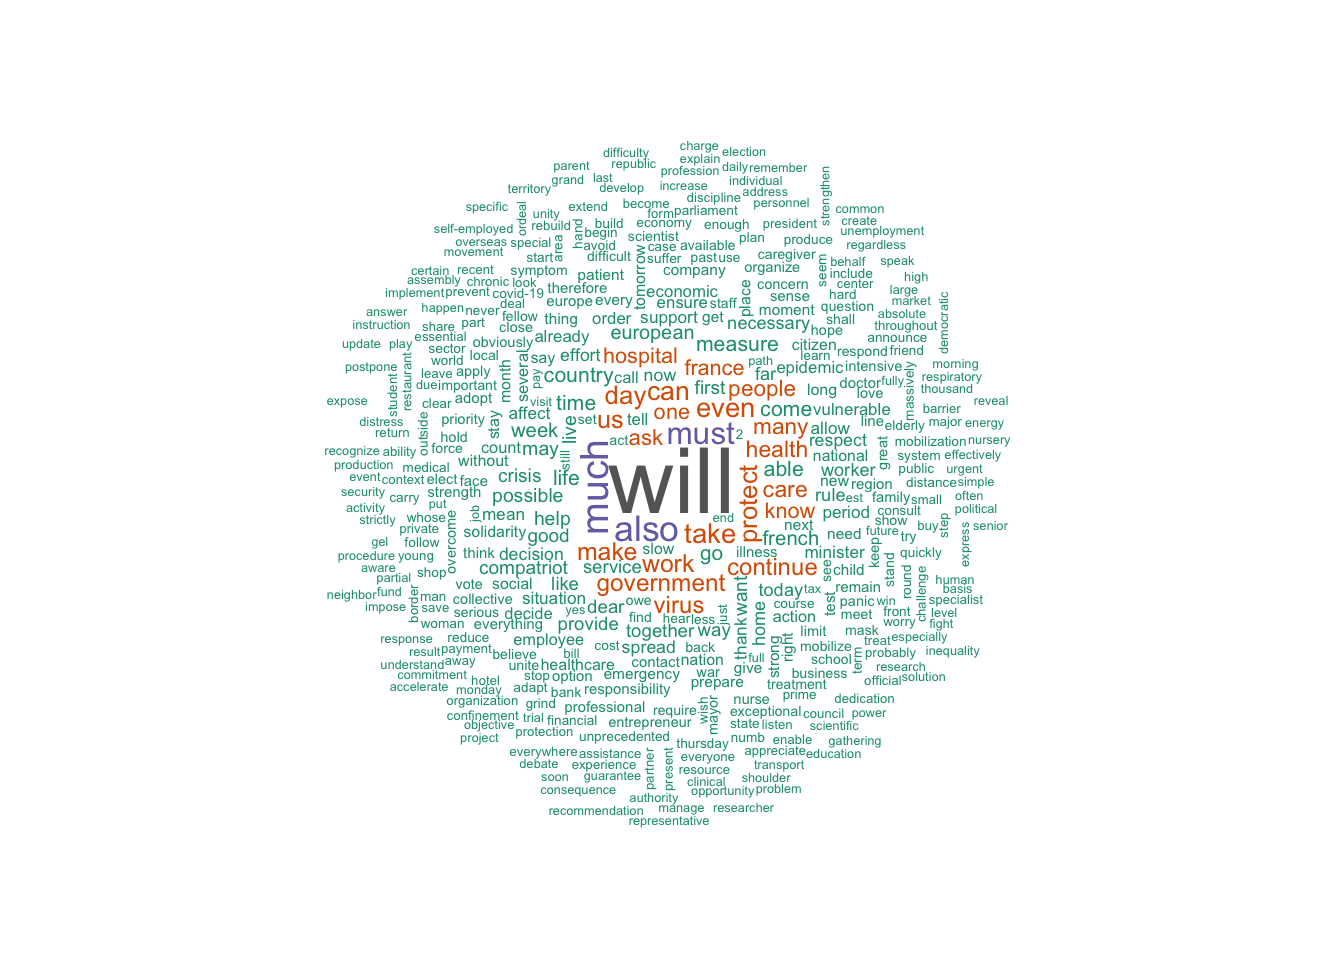 charge
difficulty
explain election
parent republic
profession daily remember
grand last
individual
territory develop increase address
discipline
specific extend become personnel strengthen common
ordeal unity form parliament create
self-employed rebuild hand build economy enough president unemployment
begin scientist plan produce
overseas special area avoid case available regardless
movement start difficult suffer past use caregiver seem behalf speak
certain recent symptom patient tomorrow company organize include high
assembly chronic look therefore economic place concern center
implement prevent covid-19 europe every ensure staff sense hard large
deal moment question market democratic
answer happen never fellow thing order support get necessary hope shall absolute
instruction share part close european throughout
essential obviously already measure citizen announce
update play sector say effort hospital learn respond friend
world several path
postpone leave apply local month country call now france far epidemic intensive morning
student restaurant due important pay day can first people long doctor fully massively respiratory
expose clear adopt visit time even love thousand reveal
priority affect set us one come vulnerable barrier
distress outside stay tell many allow line elderly major energy
return hold week live act ask must 2 respect great mobilization nursery
recognize ability force count may still health national system effectively
production medical without much will able worker public urgent
event context elect face crisis life protect new region distance simple
security carry strength possible care rule est family small often
activity put know period consult political
strictly whose job mean help also end next show buy step
private solidarity good take french need future try senior
gel follow overcome make slow go illness minister keep quickly express
procedure young think decision
aware shop compatriot service work continue see child stand
partial vote social like government want today tax remain round human
neighbor fund border man collective situation owe test panic win challenge basis
impose save serious decide yes dear virus just home course meet front specialist
woman everything provide find hear less action worry level
response reduce employee together way thank limit mask fight
result payment cost spread back strong right mobilize treat especially
understand away believe bill contact nation full school term probably inequality
commitment hotel unite healthcare war give business research
accelerate monday stop option emergency prepare treatment official solution
organization adapt bank responsibility nurse prime dedication
confinement grind professional require wish mayor exceptional council power
objective trial financial entrepreneur state listen scientific
project protection unprecedented numb enable gathering
everywhere assistance thursday appreciate education
debate experience partner present everyone transport
soon guarantee resource shoulder
consequence clinical opportunity problem
authority
recommendation manage researcher
representative